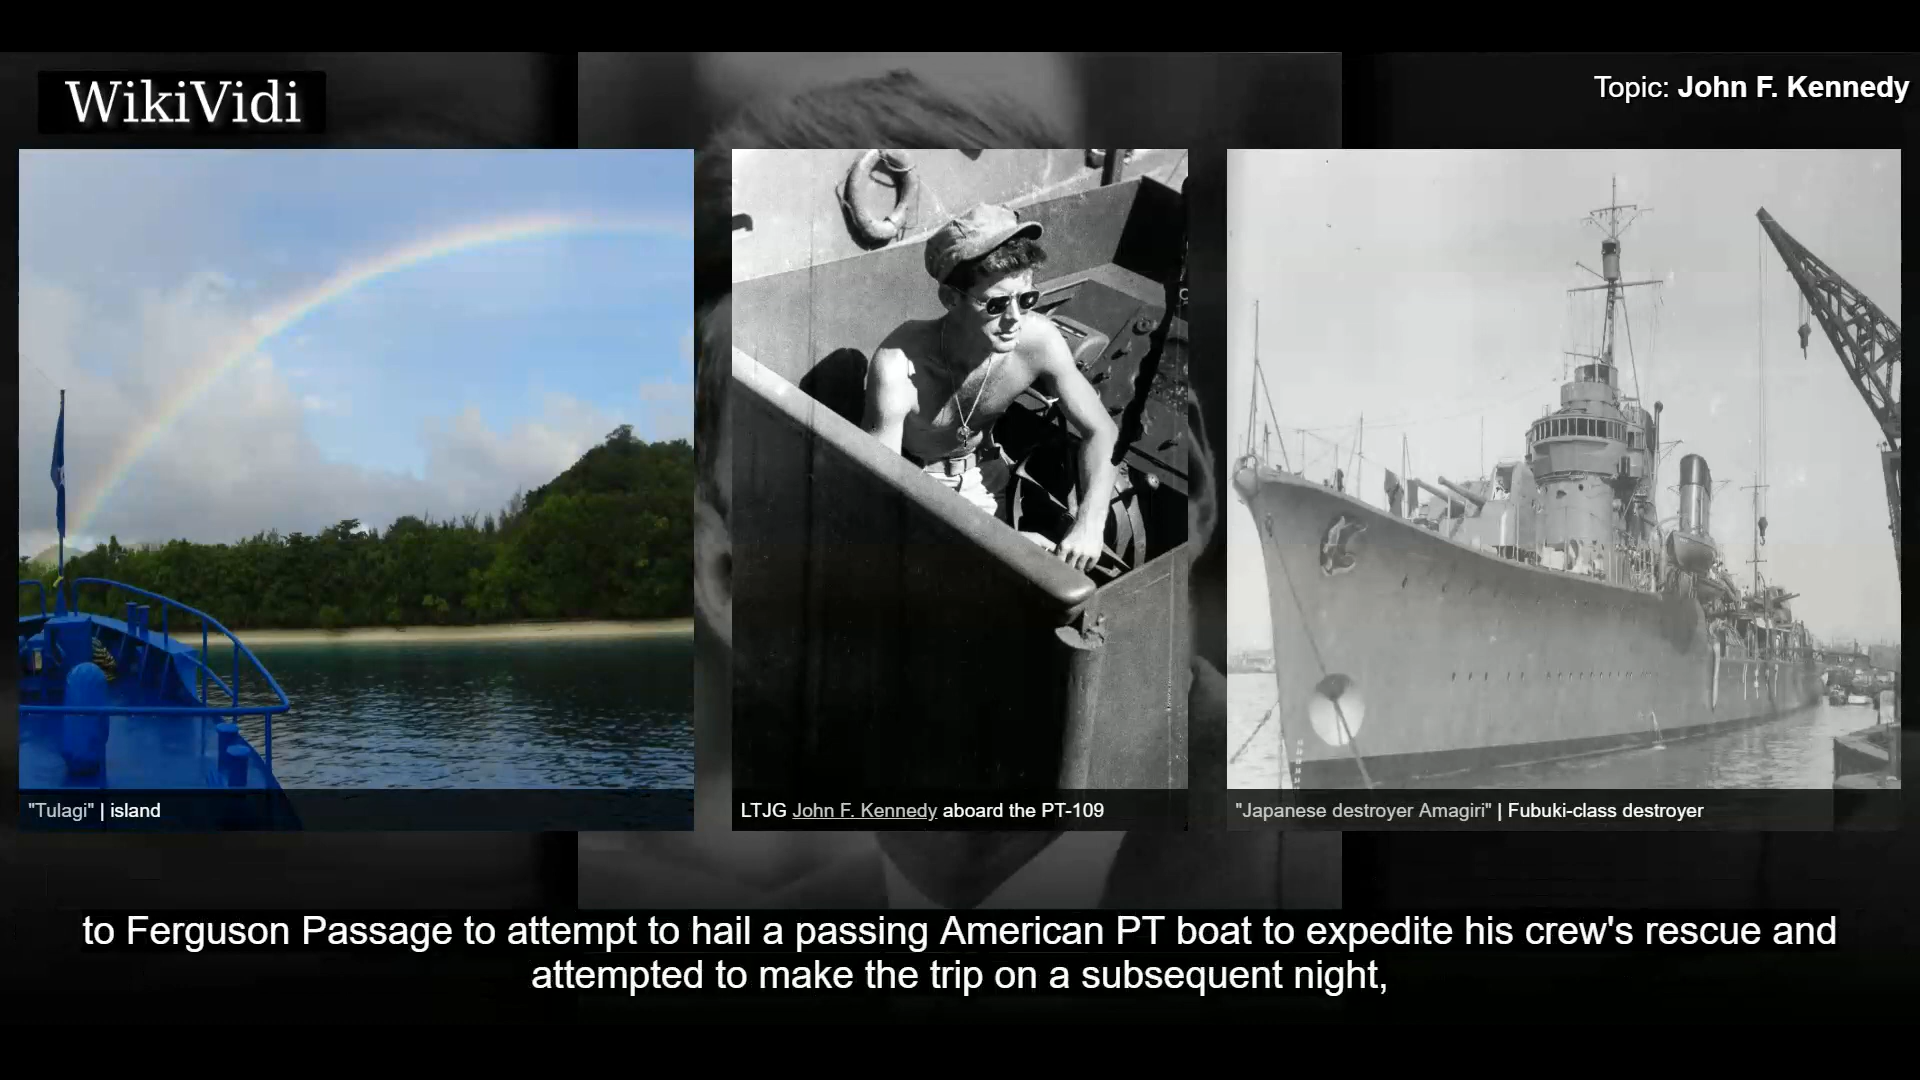 WikiVidi
Topic: John F. Kennedy
"Tulagi" | island
LTJG John F. Kennedy aboard the PT-109
"Japanese destroyer Amagiri" | Fubuki-class destroyer
to Ferguson Passage to attempt to hail a passing American PT boat to expedite his crew's rescue and
attempted to make the trip on a subsequent night,